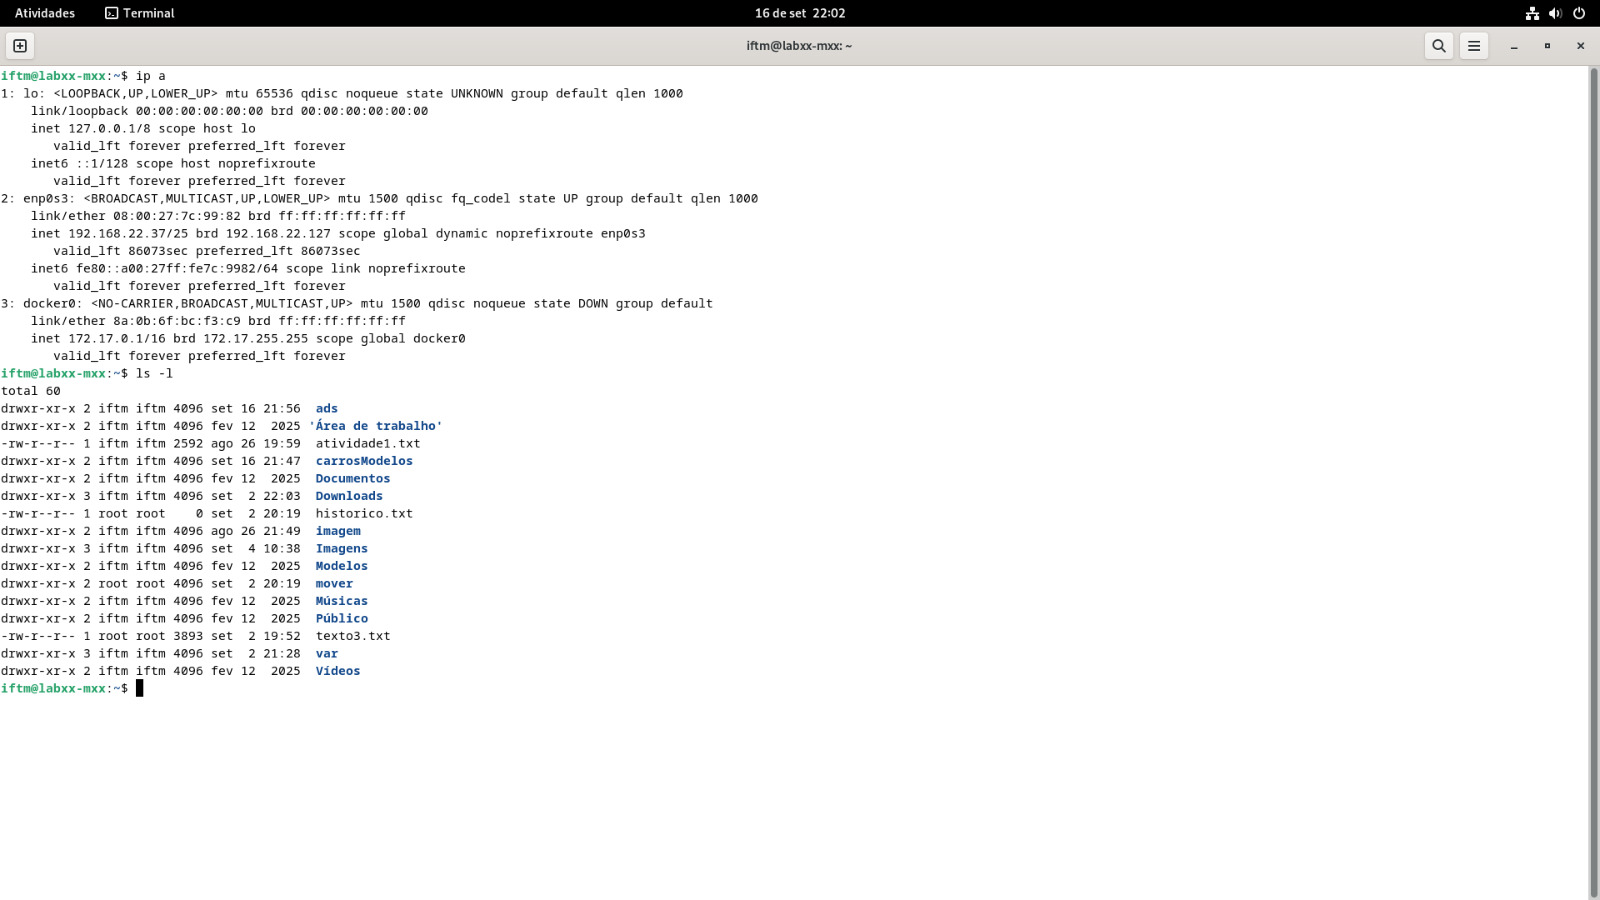 Atividades Terminal 16 de set 22:02
iftm@labxx-mxx: ~
iftm@labxx-mxx:~$ ip a
1: lo: <LOOPBACK,UP,LOWER_UP> mtu 65536 qdisc noqueue state UNKNOWN group default qlen 1000
    link/loopback 00:00:00:00:00:00 brd 00:00:00:00:00:00
    inet 127.0.0.1/8 scope host lo
       valid_lft forever preferred_lft forever
    inet6 ::1/128 scope host noprefixroute
       valid_lft forever preferred_lft forever
2: enp0s3: <BROADCAST,MULTICAST,UP,LOWER_UP> mtu 1500 qdisc fq_codel state UP group default qlen 1000
    link/ether 08:00:27:7c:99:82 brd ff:ff:ff:ff:ff:ff
    inet 192.168.22.37/25 brd 192.168.22.127 scope global dynamic noprefixroute enp0s3
       valid_lft 86073sec preferred_lft 86073sec
    inet6 fe80::a00:27ff:fe7c:9982/64 scope link noprefixroute
       valid_lft forever preferred_lft forever
3: docker0: <NO-CARRIER,BROADCAST,MULTICAST,UP> mtu 1500 qdisc noqueue state DOWN group default
    link/ether 8a:0b:6f:bc:f3:c9 brd ff:ff:ff:ff:ff:ff
    inet 172.17.0.1/16 brd 172.17.255.255 scope global docker0
       valid_lft forever preferred_lft forever
iftm@labxx-mxx:~$ ls -l
total 60
drwxr-xr-x 2 iftm iftm 4096 set 16 21:56  ads
drwxr-xr-x 2 iftm iftm 4096 fev 12  2025 'Área de trabalho'
-rw-r--r-- 1 iftm iftm 2592 ago 26 19:59  atividade1.txt
drwxr-xr-x 2 iftm iftm 4096 set 16 21:47  carrosModelos
drwxr-xr-x 2 iftm iftm 4096 fev 12  2025  Documentos
drwxr-xr-x 3 iftm iftm 4096 set  2 22:03  Downloads
-rw-r--r-- 1 root root    0 set  2 20:19  historico.txt
drwxr-xr-x 2 iftm iftm 4096 ago 26 21:49  imagem
drwxr-xr-x 3 iftm iftm 4096 set  4 10:38  Imagens
drwxr-xr-x 2 iftm iftm 4096 fev 12  2025  Modelos
drwxr-xr-x 2 root root 4096 set  2 20:19  mover
drwxr-xr-x 2 iftm iftm 4096 fev 12  2025  Músicas
drwxr-xr-x 2 iftm iftm 4096 fev 12  2025  Público
-rw-r--r-- 1 root root 3893 set  2 19:52  texto3.txt
drwxr-xr-x 3 iftm iftm 4096 set  2 21:28  var
drwxr-xr-x 2 iftm iftm 4096 fev 12  2025  Vídeos
iftm@labxx-mxx:~$